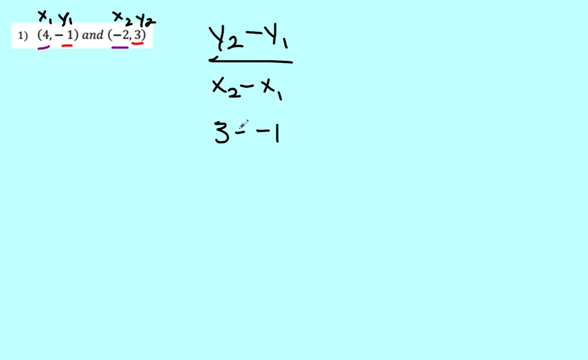 x₁ y₁ x₂ y₂
1) (4, − 1) and (−2, 3)
y₂ − y₁
x₂ − x₁
3 − −1